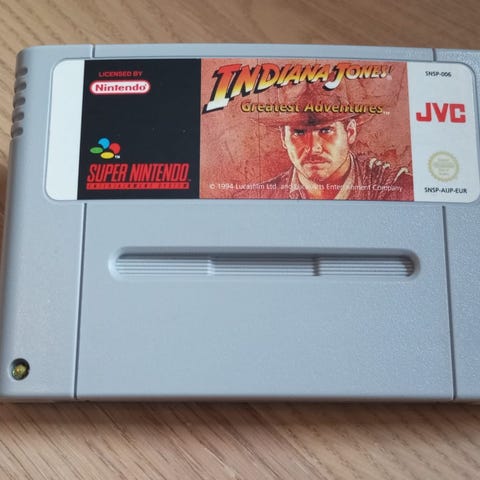 LICENSED BY
Nintendo
SUPER NINTENDO
ENTERTAINMENT SYSTEM
INDIANA JONES'
Greatest Adventures™
© 1994 Lucasfilm Ltd. and LucasArts Entertainment Company
SNSP-006
JVC
SNSP-AIJP-EUR